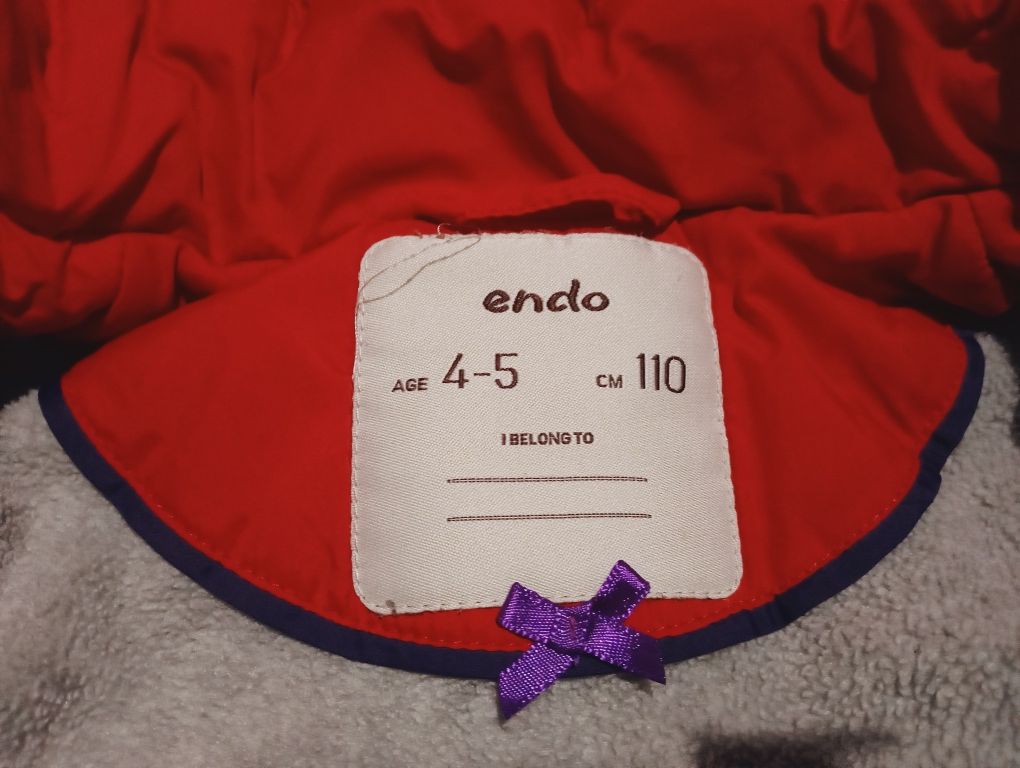 endo
AGE 4-5 CM 110
I BELONG TO